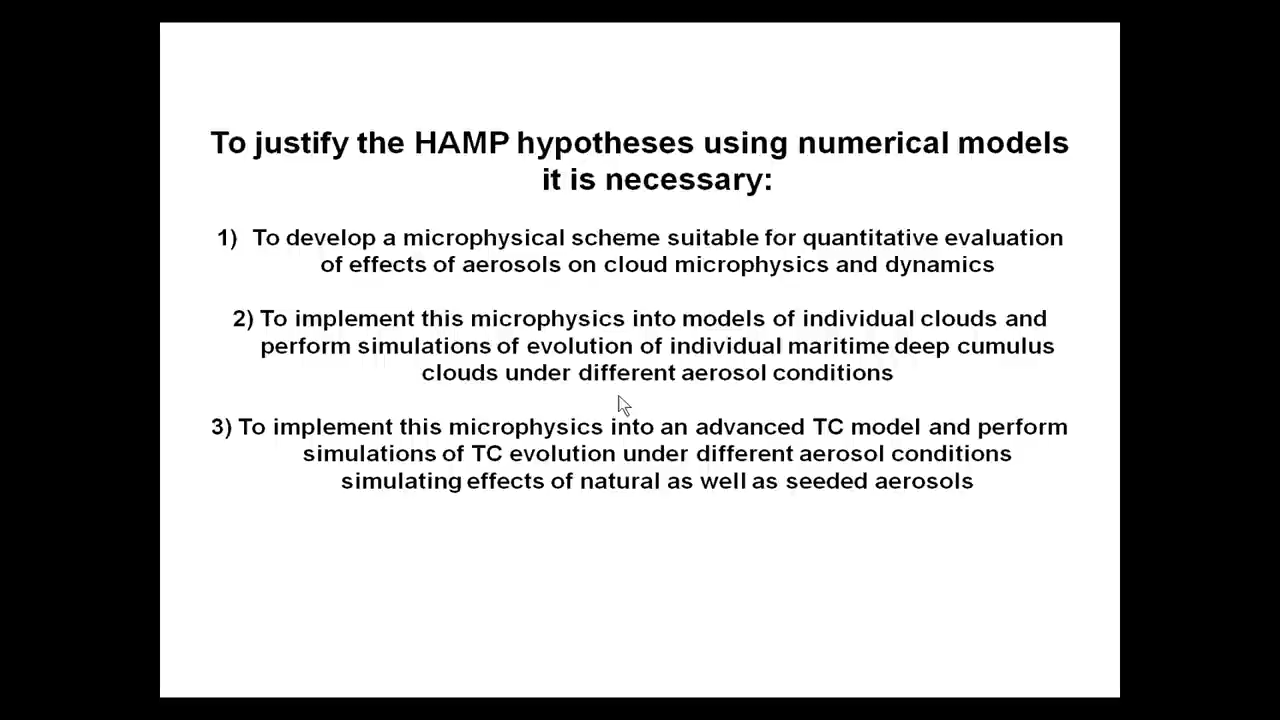 To justify the HAMP hypotheses using numerical models
it is necessary:
1) To develop a microphysical scheme suitable for quantitative evaluation
of effects of aerosols on cloud microphysics and dynamics
2) To implement this microphysics into models of individual clouds and
perform simulations of evolution of individual maritime deep cumulus
clouds under different aerosol conditions
3) To implement this microphysics into an advanced TC model and perform
simulations of TC evolution under different aerosol conditions
simulating effects of natural as well as seeded aerosols